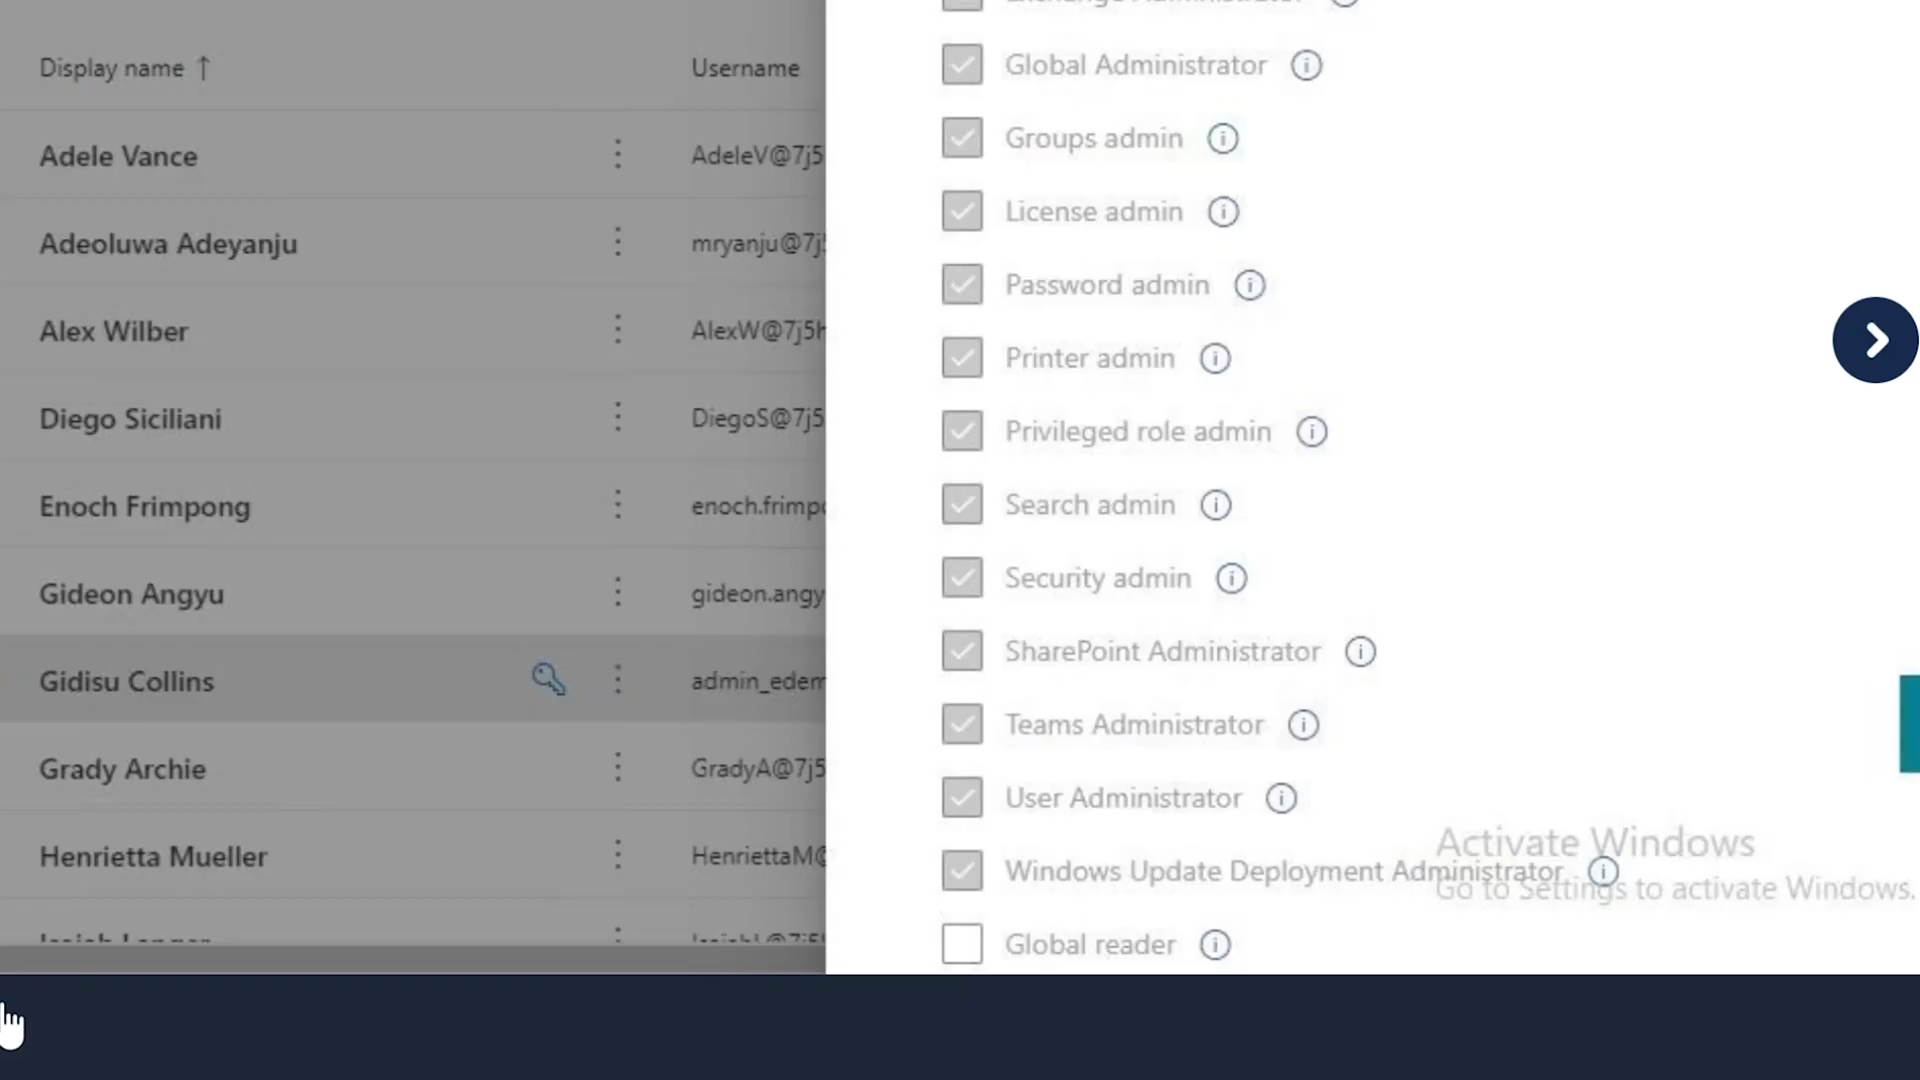 Display name ↑
Username
Adele Vance
AdeleV@7j5
Adeoluwa Adeyanju
mryanju@7j
Alex Wilber
AlexW@7j5h
Diego Siciliani
DiegoS@7j5
Enoch Frimpong
enoch.frimp
Gideon Angyu
gideon.angy
Gidisu Collins
admin_edem
Grady Archie
GradyA@7j5
Henrietta Mueller
HenriettaM@
Exchange Administrator
Global Administrator
Groups admin
License admin
Password admin
Printer admin
Privileged role admin
Search admin
Security admin
SharePoint Administrator
Teams Administrator
User Administrator
Windows Update Deployment Administrator
Global reader
Activate Windows
Go to Settings to activate Windows.